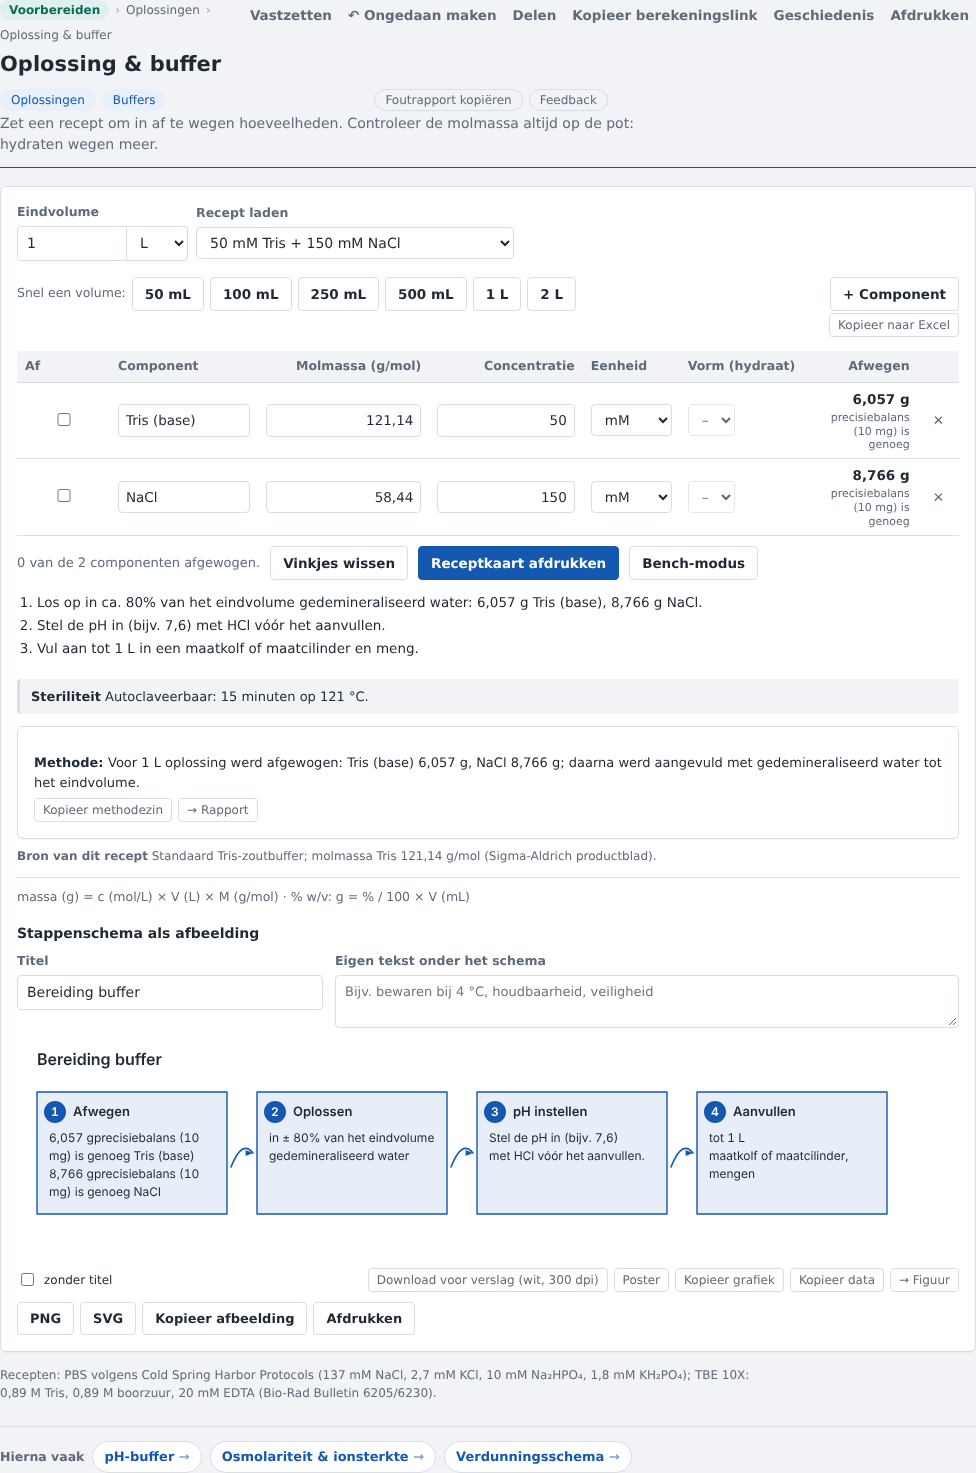 Voorbereiden › Oplossingen ›
Oplossing & buffer
Vastzetten ↶ Ongedaan maken Delen Kopieer berekeningslink Geschiedenis Afdrukken
Oplossing & buffer
Oplossingen Buffers Foutrapport kopiëren Feedback
Zet een recept om in af te wegen hoeveelheden. Controleer de molmassa altijd op de pot:
hydraten wegen meer.
Eindvolume Recept laden
1 L 50 mM Tris + 150 mM NaCl
Snel een volume: 50 mL 100 mL 250 mL 500 mL 1 L 2 L + Component
Kopieer naar Excel
Af Component Molmassa (g/mol) Concentratie Eenheid Vorm (hydraat) Afwegen
Tris (base) 121,14 50 mM – 6,057 g ×
precisiebalans
(10 mg) is
genoeg
NaCl 58,44 150 mM – 8,766 g ×
precisiebalans
(10 mg) is
genoeg
0 van de 2 componenten afgewogen. Vinkjes wissen Receptkaart afdrukken Bench-modus
1. Los op in ca. 80% van het eindvolume gedemineraliseerd water: 6,057 g Tris (base), 8,766 g NaCl.
2. Stel de pH in (bijv. 7,6) met HCl vóór het aanvullen.
3. Vul aan tot 1 L in een maatkolf of maatcilinder en meng.
Steriliteit Autoclaveerbaar: 15 minuten op 121 °C.
Methode: Voor 1 L oplossing werd afgewogen: Tris (base) 6,057 g, NaCl 8,766 g; daarna werd aangevuld met gedemineraliseerd water tot
het eindvolume.
Kopieer methodezin → Rapport
Bron van dit recept Standaard Tris-zoutbuffer; molmassa Tris 121,14 g/mol (Sigma-Aldrich productblad).
massa (g) = c (mol/L) × V (L) × M (g/mol) · % w/v: g = % / 100 × V (mL)
Stappenschema als afbeelding
Titel Eigen tekst onder het schema
Bereiding buffer Bijv. bewaren bij 4 °C, houdbaarheid, veiligheid
Bereiding buffer
1 Afwegen
6,057 gprecisiebalans (10
mg) is genoeg Tris (base)
8,766 gprecisiebalans (10
mg) is genoeg NaCl
2 Oplossen
in ± 80% van het eindvolume
gedemineraliseerd water
3 pH instellen
Stel de pH in (bijv. 7,6)
met HCl vóór het aanvullen.
4 Aanvullen
tot 1 L
maatkolf of maatcilinder,
mengen
zonder titel Download voor verslag (wit, 300 dpi) Poster Kopieer grafiek Kopieer data → Figuur
PNG SVG Kopieer afbeelding Afdrukken
Recepten: PBS volgens Cold Spring Harbor Protocols (137 mM NaCl, 2,7 mM KCl, 10 mM Na₂HPO₄, 1,8 mM KH₂PO₄); TBE 10X:
0,89 M Tris, 0,89 M boorzuur, 20 mM EDTA (Bio-Rad Bulletin 6205/6230).
Hierna vaak pH-buffer → Osmolariteit & ionsterkte → Verdunningsschema →